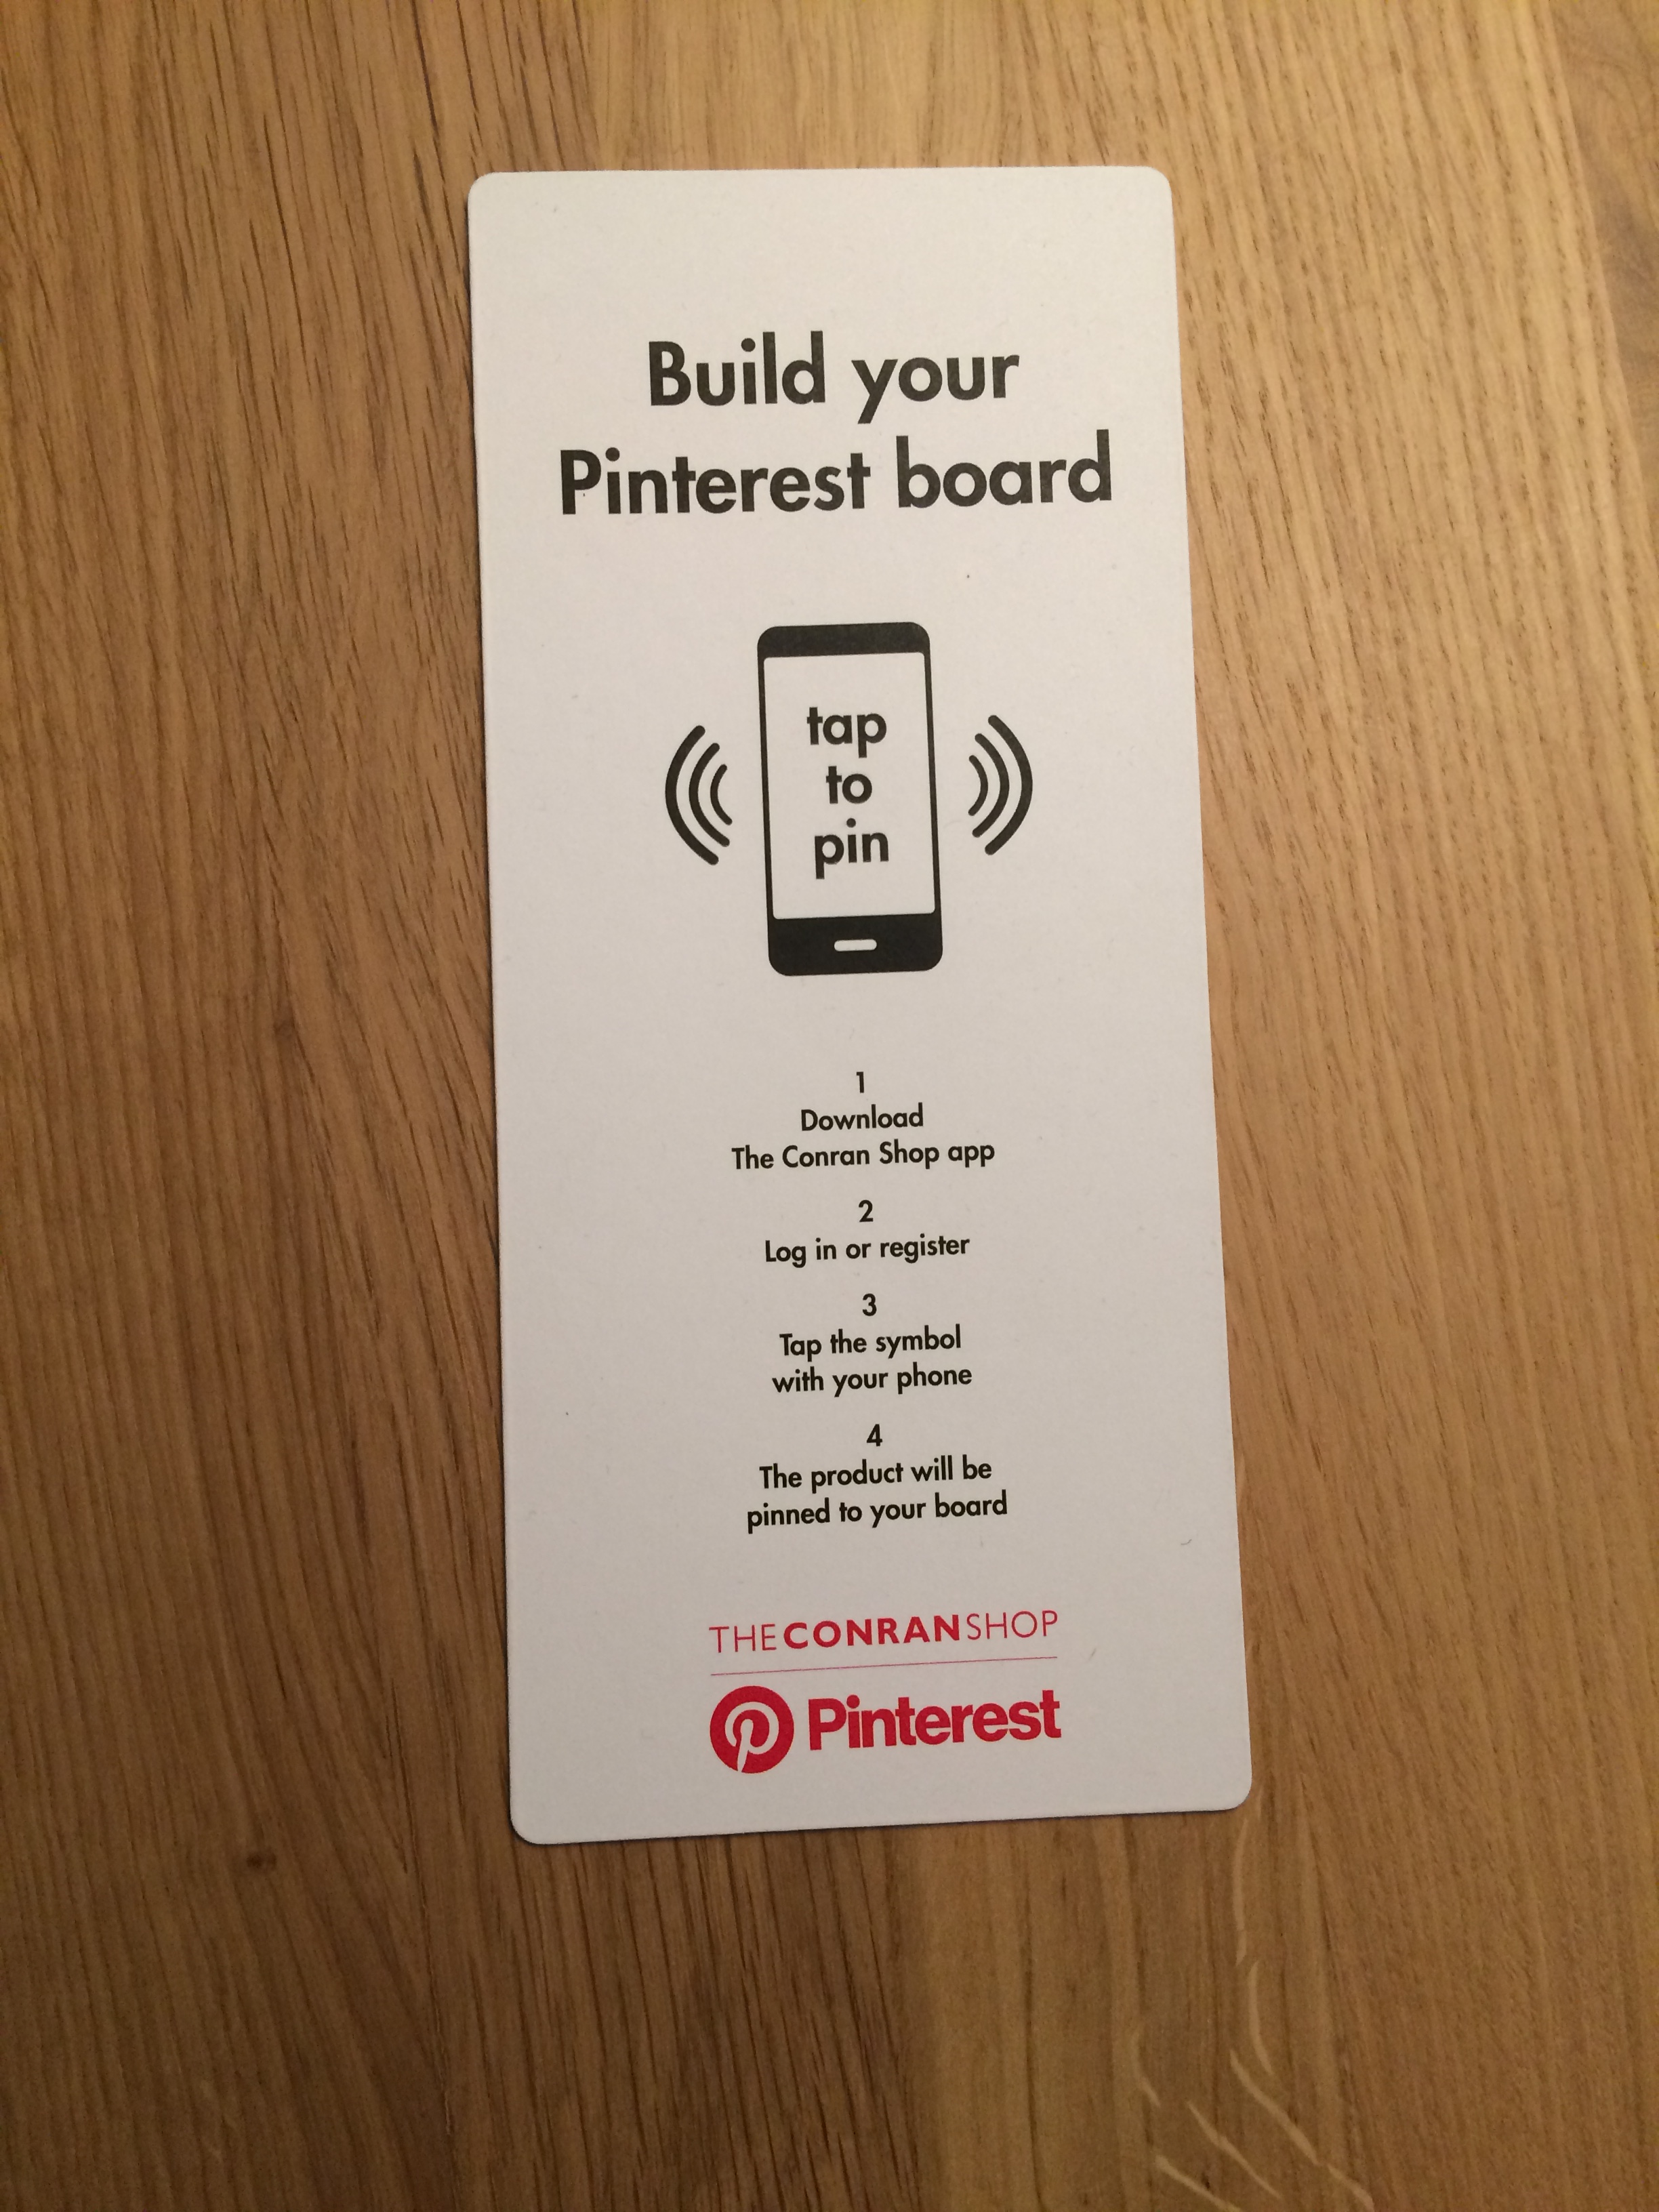 Build your
Pinterest board
tap
to
pin
1
Download
The Conran Shop app
2
Log in or register
3
Tap the symbol
with your phone
4
The product will be
pinned to your board
THECONRANSHOP
Pinterest